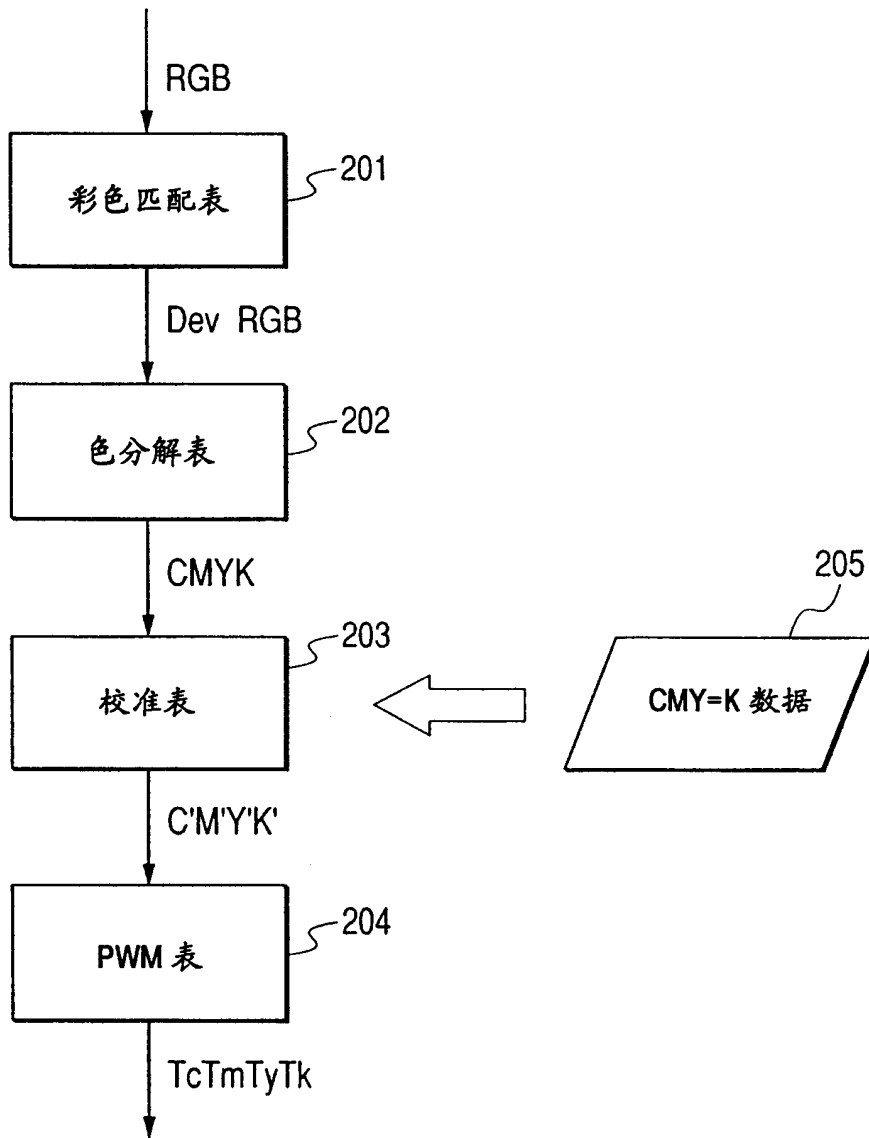 RGB
彩色匹配表
201
Dev RGB
色分解表
202
CMYK
校准表
203
CMY=K 数据
205
C'M'Y'K'
PWM 表
204
TcTmTyTk